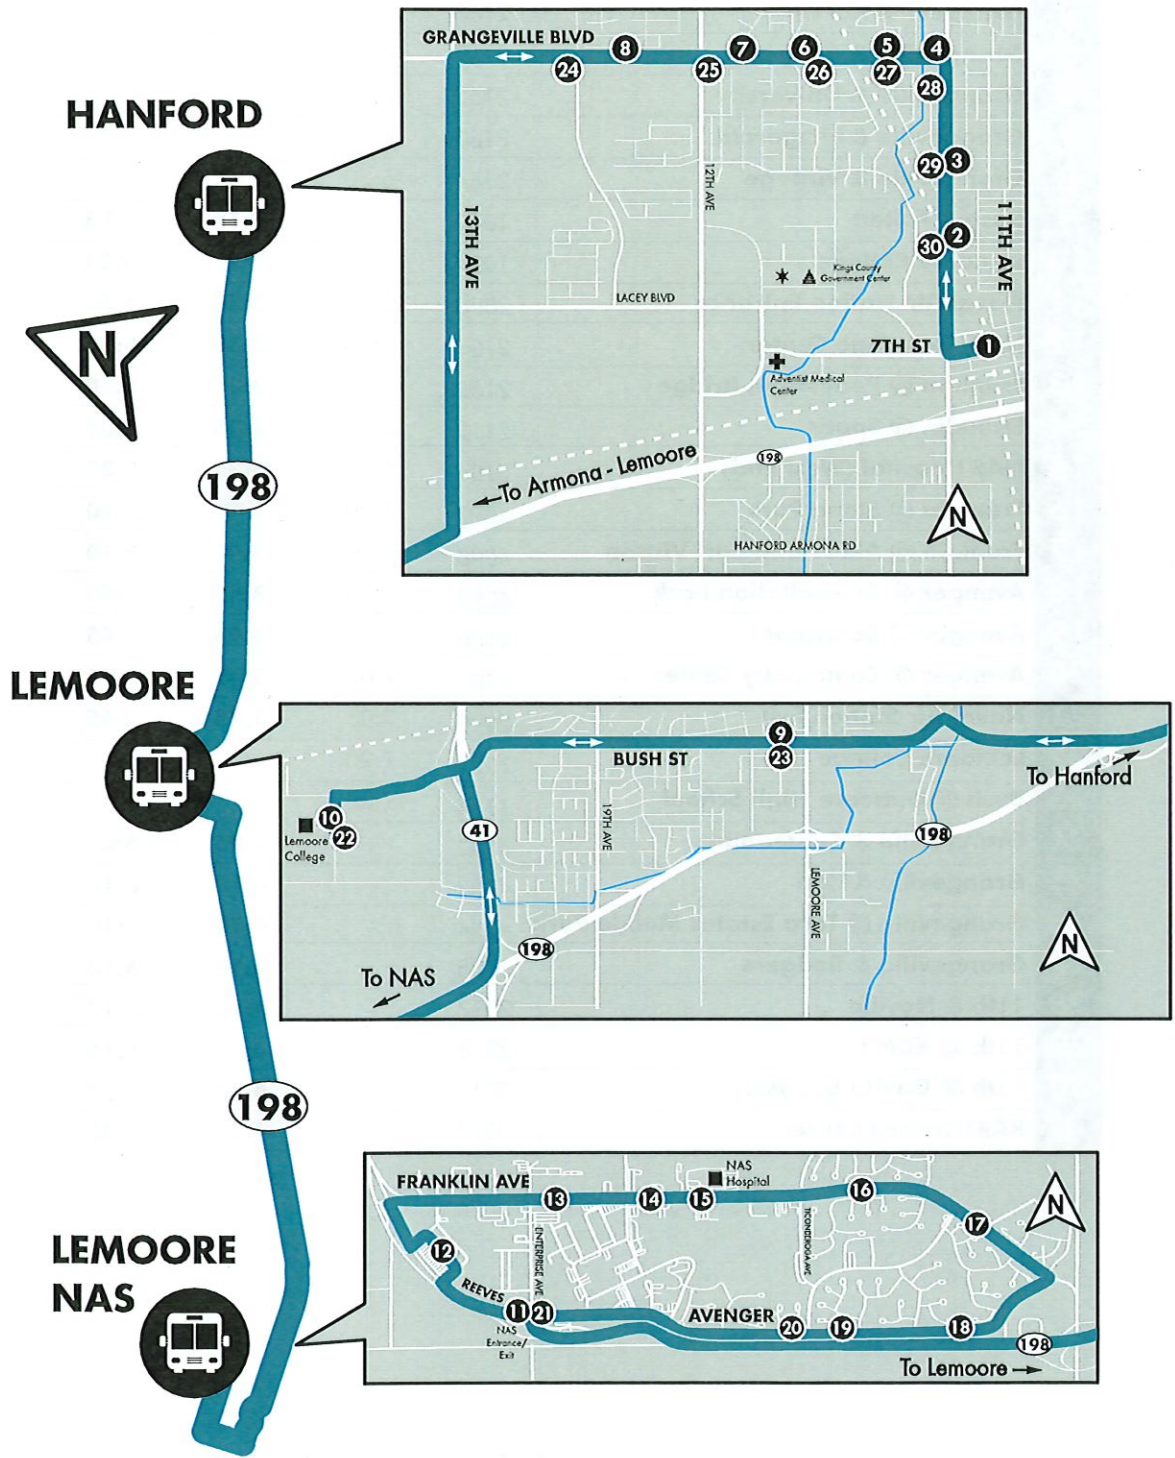 HANFORD
N
198
LEMOORE
198
LEMOORE
NAS
GRANGEVILLE BLVD
8
7
6
5
4
24
25
26
27
28
29
3
30
2
1
13TH AVE
12TH AVE
11TH AVE
Kings County
Government Center
LACEY BLVD
7TH ST
Adventist Medical
Center
To Armona - Lemoore
198
HANFORD ARMONA RD
N
9
23
BUSH ST
To Hanford
10
22
Lemoore
College
41
19TH AVE
LEMOORE AVE
198
198
To NAS
N
FRANKLIN AVE
NAS
Hospital
13
14
15
16
17
12
ENTERPRISE AVE
TICONDEROGA AVE
REEVES
11
21
AVENGER
20
19
18
NAS
Entrance/
Exit
198
To Lemoore
N